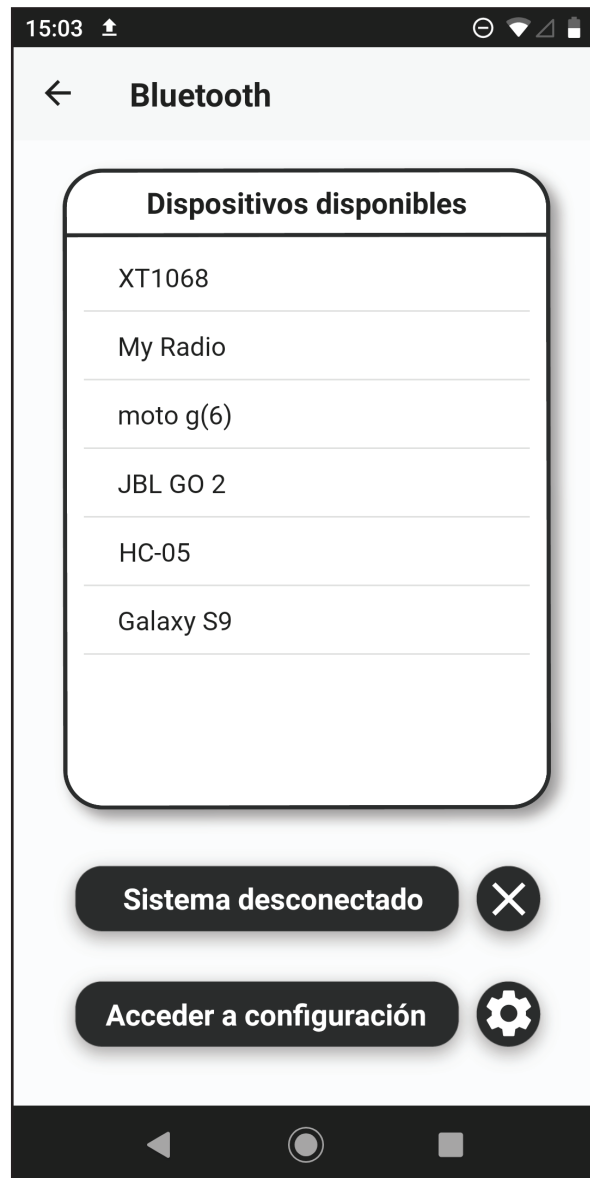 15:03
Bluetooth
Dispositivos disponibles
XT1068
My Radio
moto g(6)
JBL GO 2
HC-05
Galaxy S9
Sistema desconectado
Acceder a configuración